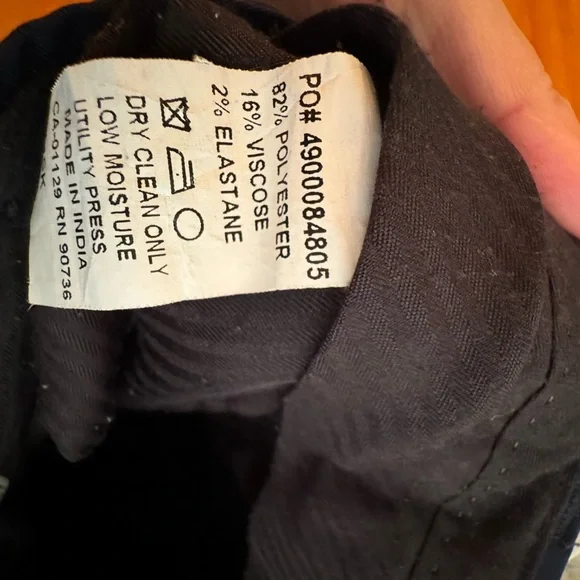 PO# 4900084805
82% POLYESTER
16% VISCOSE
2% ELASTANE
DRY CLEAN ONLY
LOW MOISTURE
UTILITY PRESS
MADE IN INDIA
CA-01129 RN 90736